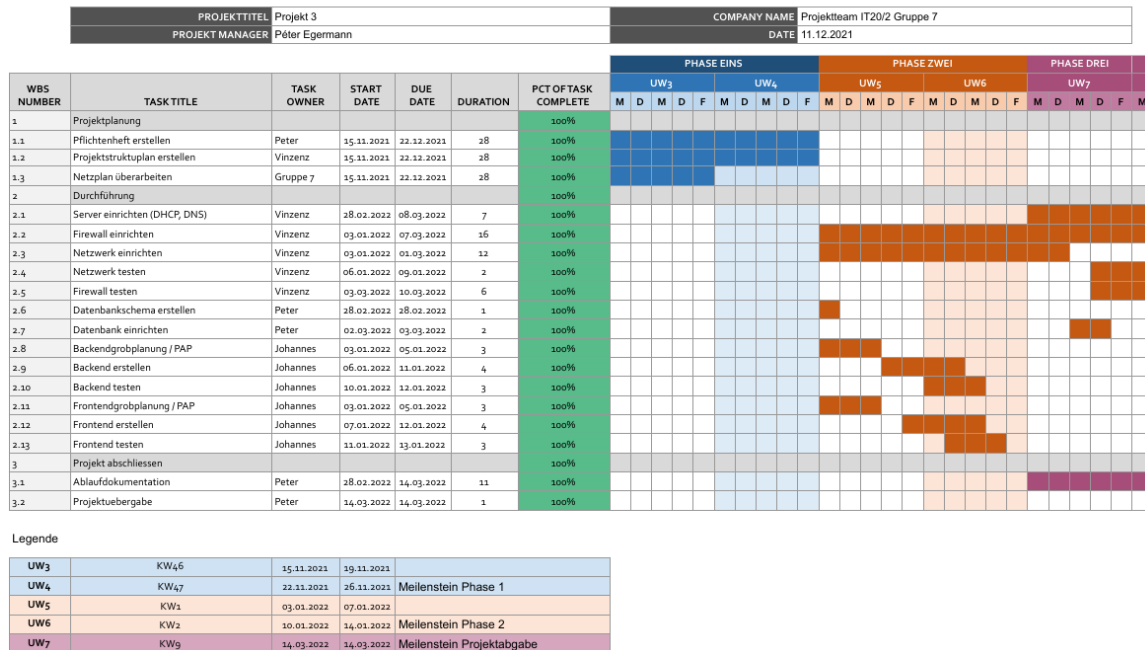 PROJEKTTITEL Projekt 3 COMPANY NAME Projektteam IT20/2 Gruppe 7
PROJEKT MANAGER Péter Egermann DATE 11.12.2021
PHASE EINS PHASE ZWEI PHASE DREI
UW3 UW4 UW5 UW6 UW7
WBS NUMBER TASK TITLE TASK OWNER START DATE DUE DATE DURATION PCT OF TASK COMPLETE M D M D F M D M D F M D M D F M D M D F M D M D F M
1 Projektplanung 100%
1.1 Pflichtenheft erstellen Peter 15.11.2021 22.12.2021 28 100%
1.2 Projektstruktuplan erstellen Vinzenz 15.11.2021 22.12.2021 28 100%
1.3 Netzplan überarbeiten Gruppe 7 15.11.2021 22.12.2021 28 100%
2 Durchführung 100%
2.1 Server einrichten (DHCP, DNS) Vinzenz 28.02.2022 08.03.2022 7 100%
2.2 Firewall einrichten Vinzenz 03.01.2022 07.03.2022 16 100%
2.3 Netzwerk einrichten Vinzenz 03.01.2022 01.03.2022 12 100%
2.4 Netzwerk testen Vinzenz 06.01.2022 09.01.2022 2 100%
2.5 Firewall testen Vinzenz 03.03.2022 10.03.2022 6 100%
2.6 Datenbankschema erstellen Peter 28.02.2022 28.02.2022 1 100%
2.7 Datenbank einrichten Peter 02.03.2022 03.03.2022 2 100%
2.8 Backendgrobplanung / PAP Johannes 03.01.2022 05.01.2022 3 100%
2.9 Backend erstellen Johannes 06.01.2022 11.01.2022 4 100%
2.10 Backend testen Johannes 10.01.2022 12.01.2022 3 100%
2.11 Frontendgrobplanung / PAP Johannes 03.01.2022 05.01.2022 3 100%
2.12 Frontend erstellen Johannes 07.01.2022 12.01.2022 4 100%
2.13 Frontend testen Johannes 11.01.2022 13.01.2022 3 100%
3 Projekt abschliessen 100%
3.1 Ablaufdokumentation Peter 28.02.2022 14.03.2022 11 100%
3.2 Projektuebergabe Peter 14.03.2022 14.03.2022 1 100%
Legende
UW3 KW46 15.11.2021 19.11.2021
UW4 KW47 22.11.2021 26.11.2021 Meilenstein Phase 1
UW5 KW1 03.01.2022 07.01.2022
UW6 KW2 10.01.2022 14.01.2022 Meilenstein Phase 2
UW7 KW9 14.03.2022 14.03.2022 Meilenstein Projektabgabe